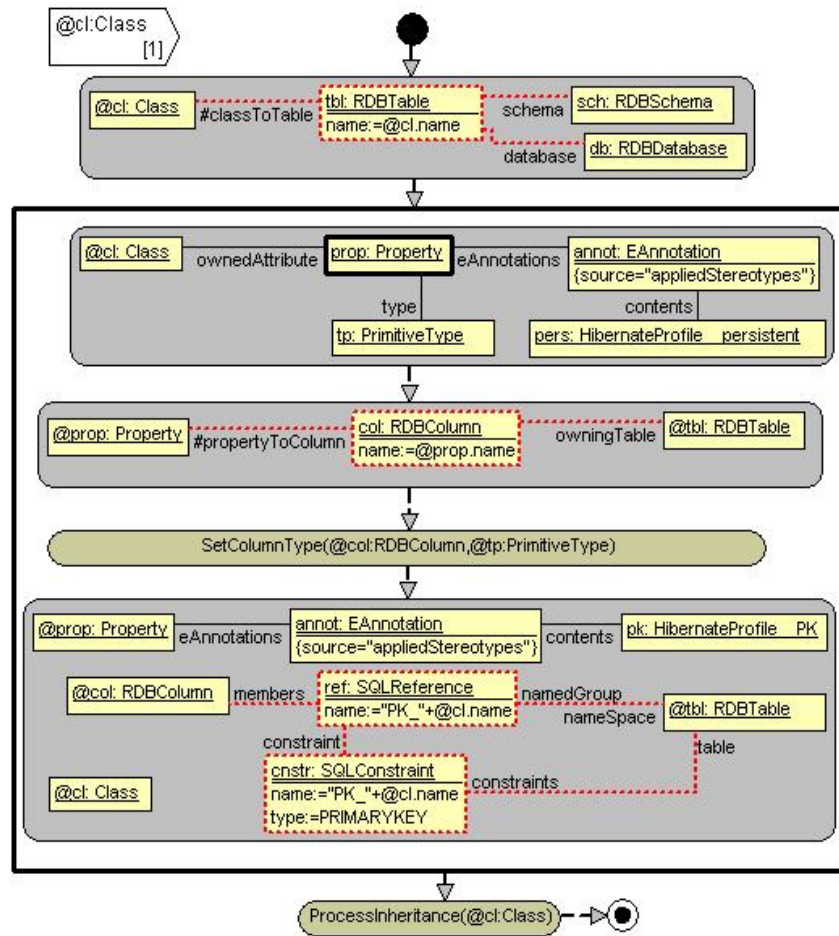 @cl:Class
[1]
@cl: Class
#classToTable
tbl: RDBTable
name:=@cl.name
schema
sch: RDBSchema
database
db: RDBDatabase
@cl: Class
ownedAttribute
prop: Property
eAnnotations
annot: EAnnotation
{source="appliedStereotypes"}
type
contents
tp: PrimitiveType
pers: HibernateProfile__persistent
@prop: Property
#propertyToColumn
col: RDBColumn
name:=@prop.name
owningTable
@tbl: RDBTable
SetColumnType(@col:RDBColumn,@tp:PrimitiveType)
@prop: Property
eAnnotations
annot: EAnnotation
{source="appliedStereotypes"}
contents
pk: HibernateProfile__PK
@col: RDBColumn
members
ref: SQLReference
name:="PK_"+@cl.name
namedGroup
nameSpace
@tbl: RDBTable
constraint
table
@cl: Class
cnstr: SQLConstraint
name:="PK_"+@cl.name
type:=PRIMARYKEY
constraints
ProcessInheritance(@cl:Class)